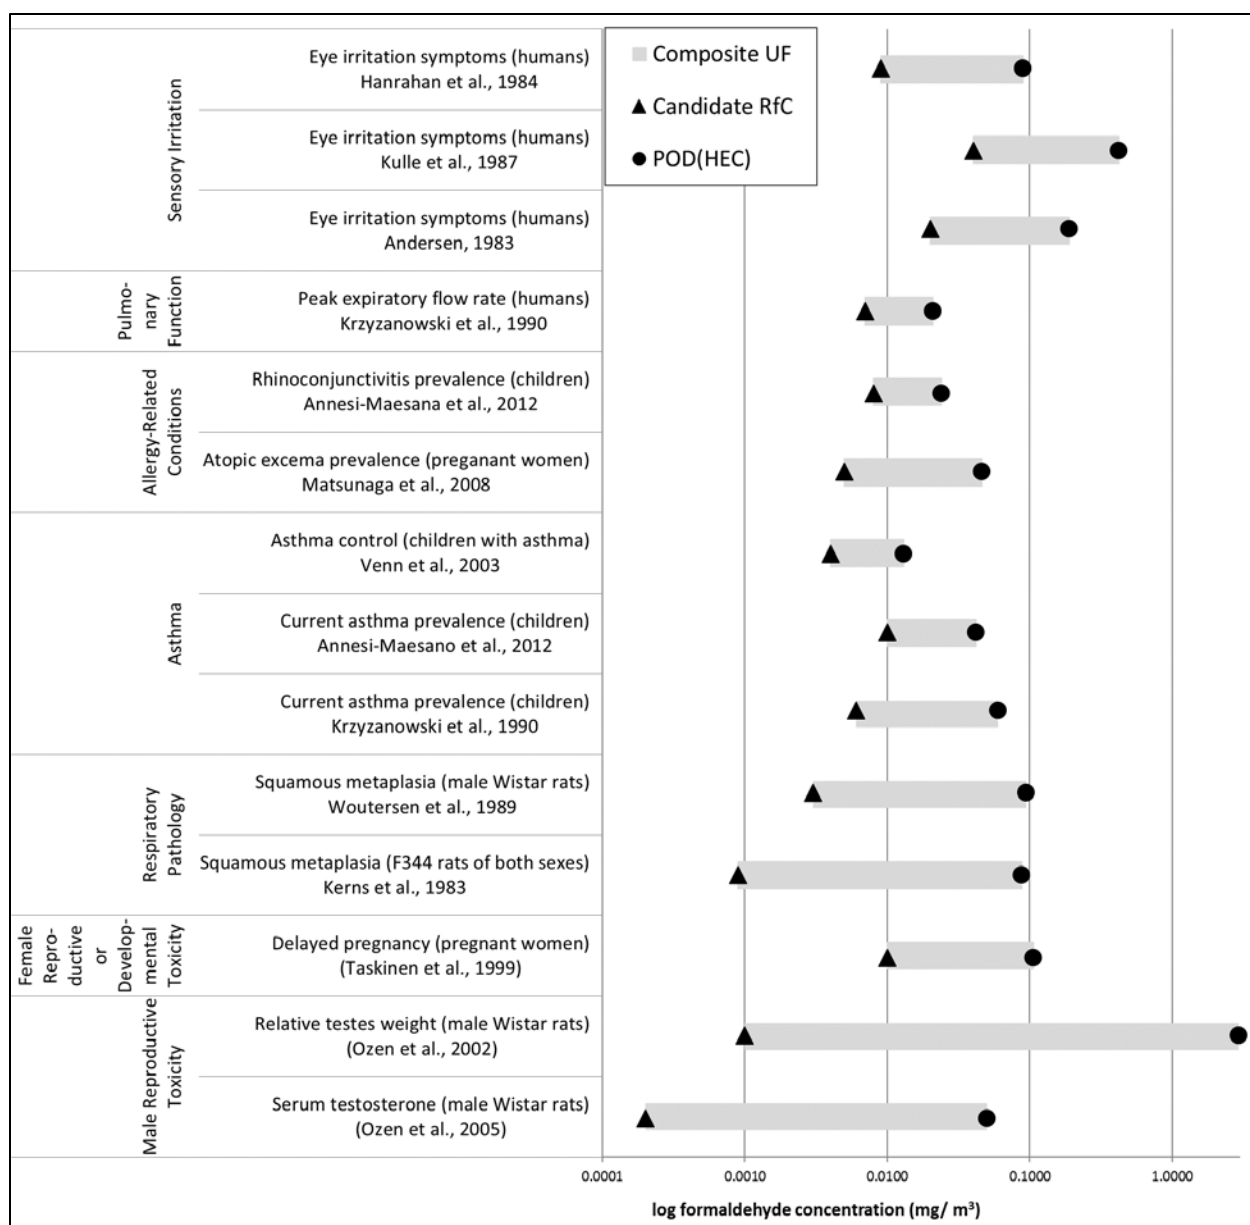 Composite UF
Candidate RfC
POD(HEC)
Sensory Irritation
Eye irritation symptoms (humans)
Hanrahan et al., 1984
Eye irritation symptoms (humans)
Kulle et al., 1987
Eye irritation symptoms (humans)
Andersen, 1983
Pulmo-
nary
Function
Peak expiratory flow rate (humans)
Krzyzanowski et al., 1990
Allergy-Related
Conditions
Rhinoconjunctivitis prevalence (children)
Annesi-Maesana et al., 2012
Atopic excema prevalence (preganant women)
Matsunaga et al., 2008
Asthma
Asthma control (children with asthma)
Venn et al., 2003
Current asthma prevalence (children)
Annesi-Maesano et al., 2012
Current asthma prevalence (children)
Krzyzanowski et al., 1990
Respiratory
Pathology
Squamous metaplasia (male Wistar rats)
Woutersen et al., 1989
Squamous metaplasia (F344 rats of both sexes)
Kerns et al., 1983
Female
Repro-
ductive
or
Develop-
mental
Toxicity
Delayed pregnancy (pregnant women)
(Taskinen et al., 1999)
Male Reproductive
Toxicity
Relative testes weight (male Wistar rats)
(Ozen et al., 2002)
Serum testosterone (male Wistar rats)
(Ozen et al., 2005)
0.0001 0.0010 0.0100 0.1000 1.0000
log formaldehyde concentration (mg/ m³)